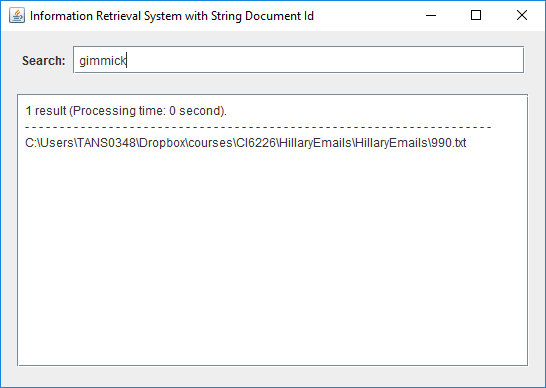 Information Retrieval System with String Document Id
Search: gimmick
1 result (Processing time: 0 second).
- - - - - - - - - - - - - - - - - - - - - - - - - - - - - - - - - - - - - - - - - - - - - - - - - - - - - - - - - -
C:\Users\TANS0348\Dropbox\courses\CI6226\HillaryEmails\HillaryEmails\990.txt